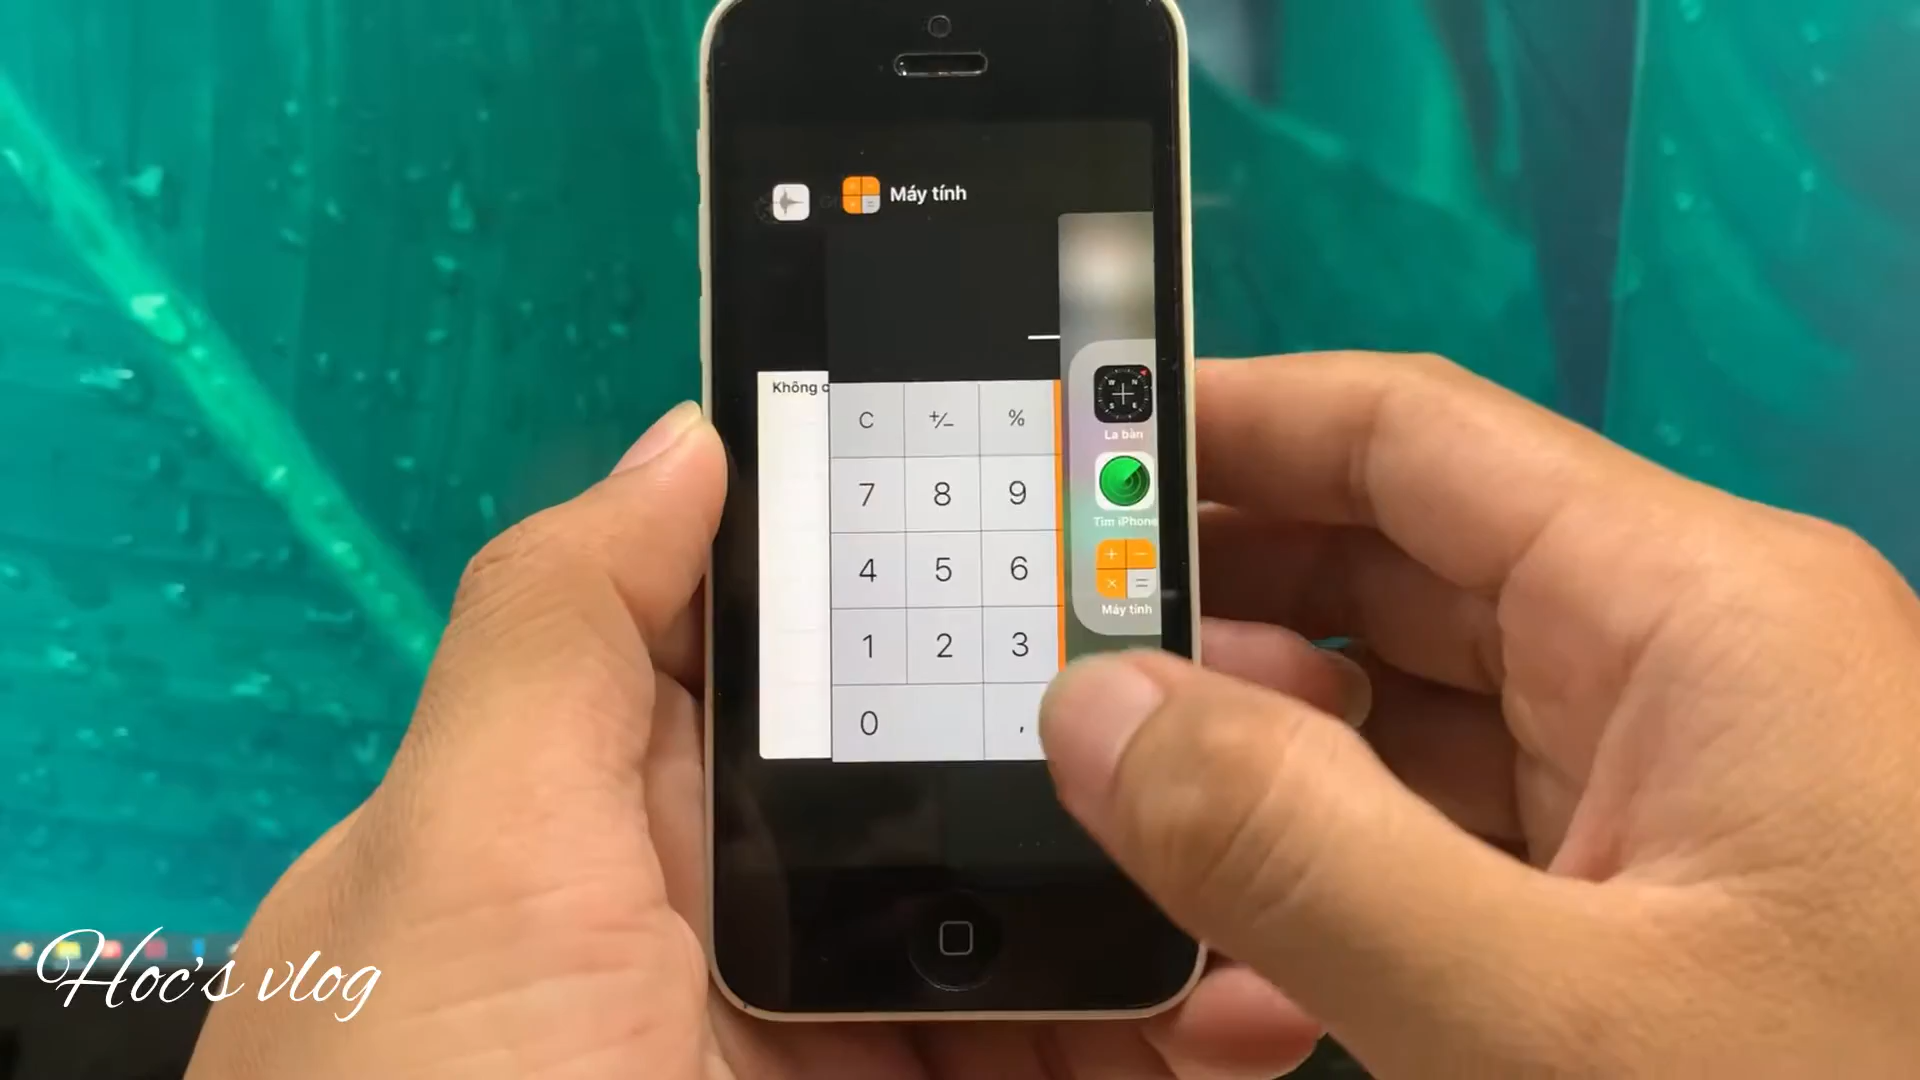 Máy tính
Không c
C +/- %
7 8 9
4 5 6
1 2 3
0 ,
W N
S E
La bàn
Tìm iPhone
Máy tính
Hoc's vlog